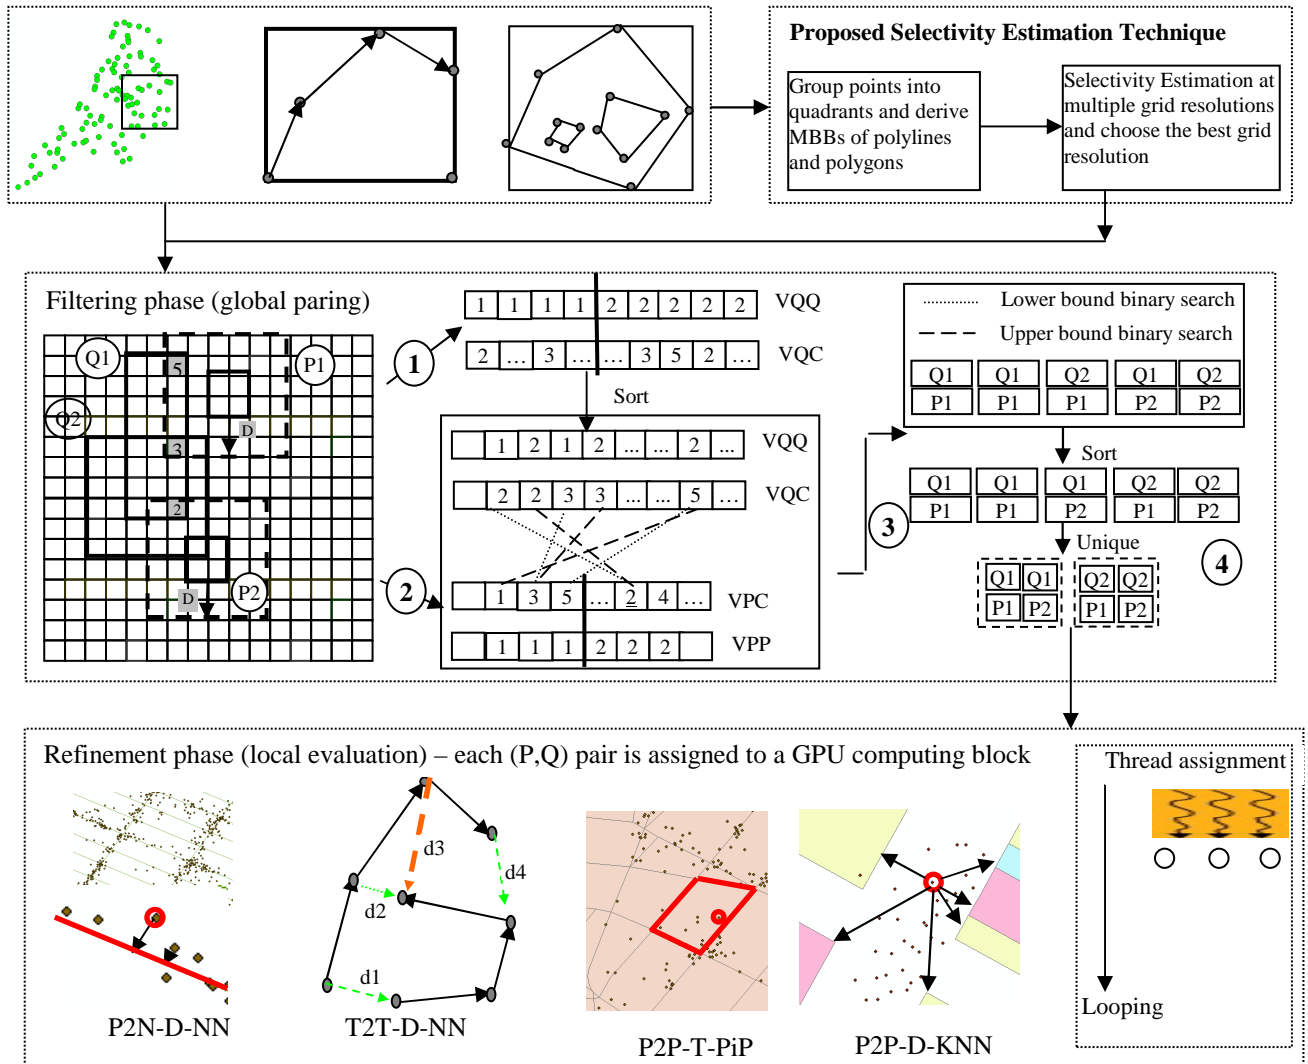 Proposed Selectivity Estimation Technique
Group points into
quadrants and derive
MBBs of polylines
and polygons
Selectivity Estimation at
multiple grid resolutions
and choose the best grid
resolution
Filtering phase (global paring)
Q1
P1
5
Q2
D
3
2
D
P2
1
2
1 1 1 1 2 2 2 2 2 VQQ
2 … 3 … … 3 5 2 … VQC
Sort
1 2 1 2 ... ... 2 ... VQQ
2 2 3 3 ... ... 5 … VQC
1 3 5 … 2 4 … VPC
1 1 1 2 2 2 VPP
3
Lower bound binary search
Upper bound binary search
Q1 Q1 Q2 Q1 Q2
P1 P1 P1 P2 P2
Sort
Q1 Q1 Q1 Q2 Q2
P1 P1 P2 P1 P2
Unique
4
Q1 Q1 Q2 Q2
P1 P2 P1 P2
Refinement phase (local evaluation) – each (P,Q) pair is assigned to a GPU computing block
Thread assignment
d3
d4
d2
d1
Looping
P2N-D-NN
T2T-D-NN
P2P-T-PiP
P2P-D-KNN